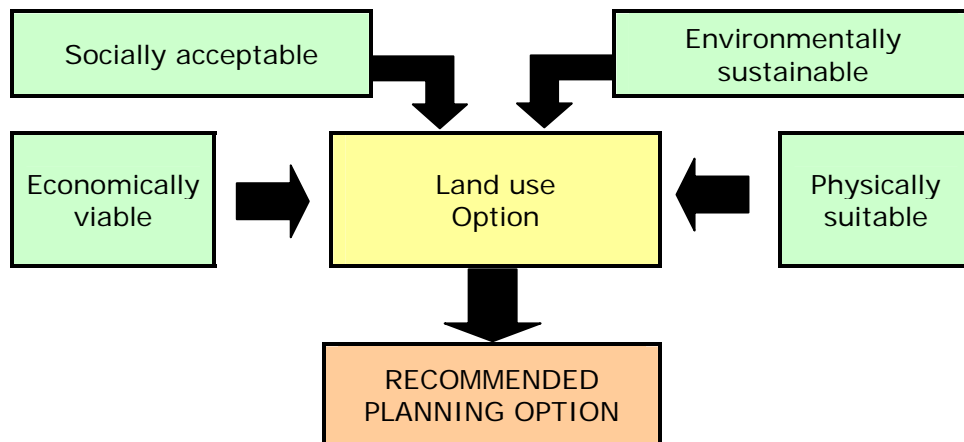 Socially acceptable
Environmentally
sustainable
Economically
viable
Land use
Option
Physically
suitable
RECOMMENDED
PLANNING OPTION